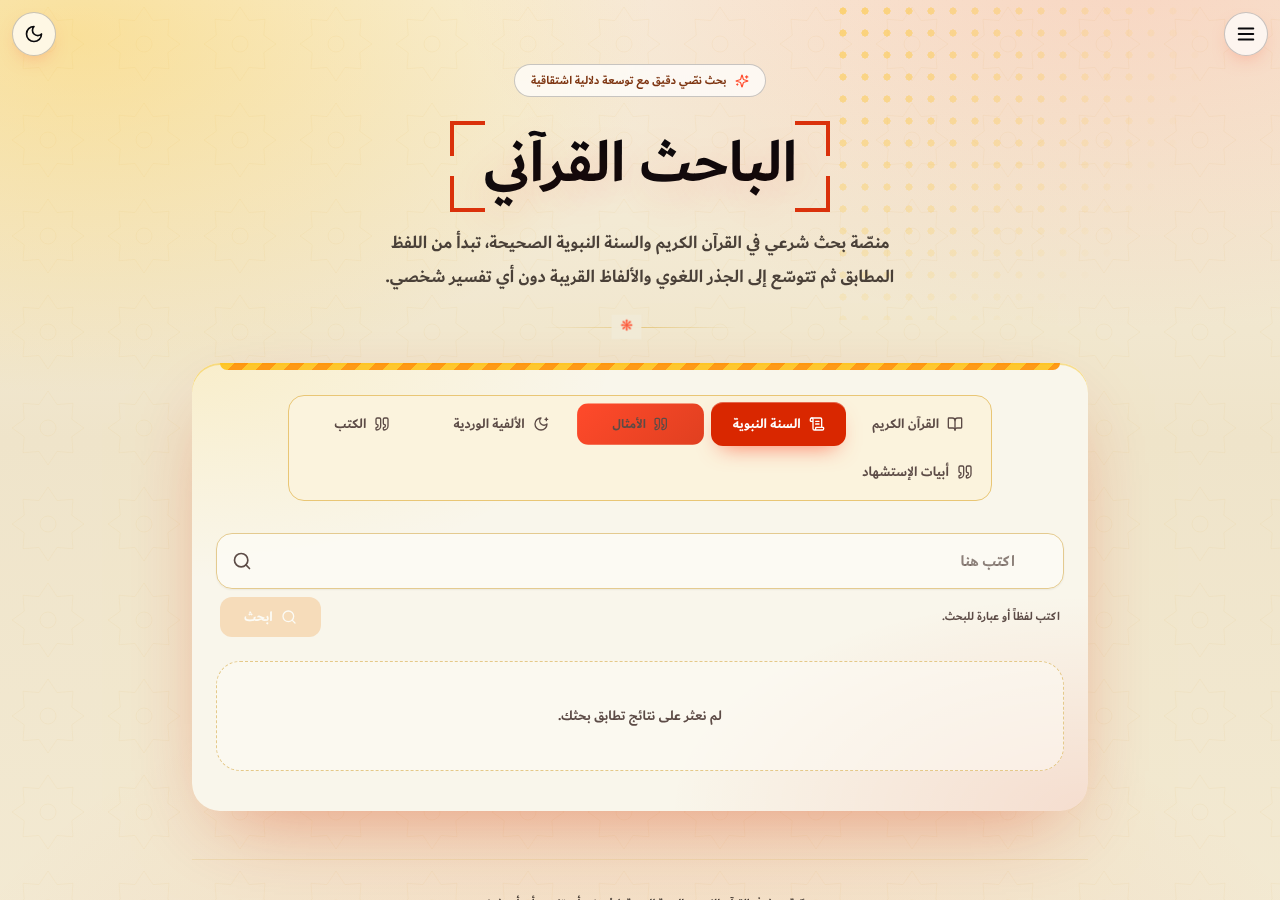 بحث نصّي دقيق مع توسعة دلالية اشتقاقية
الباحث القرآني
منصّة بحث شرعي في القرآن الكريم والسنة النبوية الصحيحة، تبدأ من اللفظ
المطابق ثم تتوسّع إلى الجذر اللغوي والألفاظ القريبة دون أي تفسير شخصي.
القرآن الكريم
السنة النبوية
الأمثال
الألفية الوردية
الكتب
أبيات الإستشهاد
اكتب هنا
اكتب لفظاً أو عبارة للبحث.
ابحث
لم نعثر على نتائج تطابق بحثك.